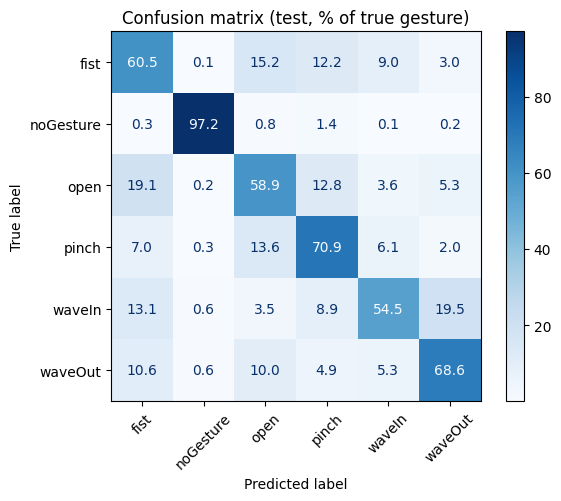 Confusion matrix (test, % of true gesture)
fist 60.5 0.1 15.2 12.2 9.0 3.0
noGesture 0.3 97.2 0.8 1.4 0.1 0.2
open 19.1 0.2 58.9 12.8 3.6 5.3
pinch 7.0 0.3 13.6 70.9 6.1 2.0
waveIn 13.1 0.6 3.5 8.9 54.5 19.5
waveOut 10.6 0.6 10.0 4.9 5.3 68.6
fist noGesture open pinch waveIn waveOut
Predicted label
True label
80
60
40
20